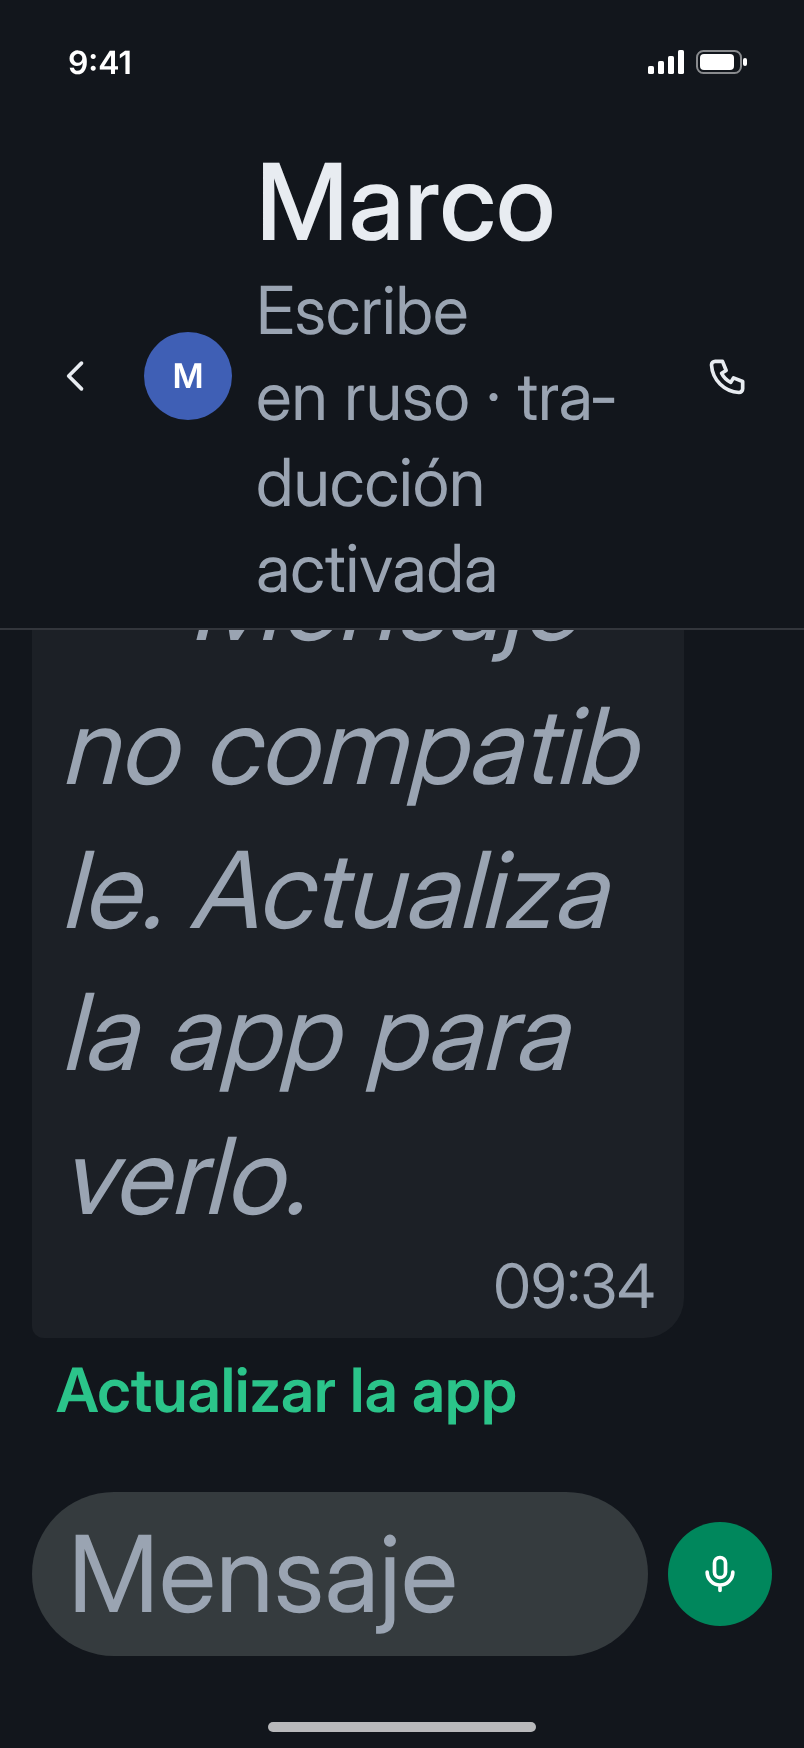 9:41
Marco
Escribe
en ruso · tra-
ducción
activada
M
Mensaje
no compatib
le. Actualiza
la app para
verlo.
09:34
Actualizar la app
Mensaje